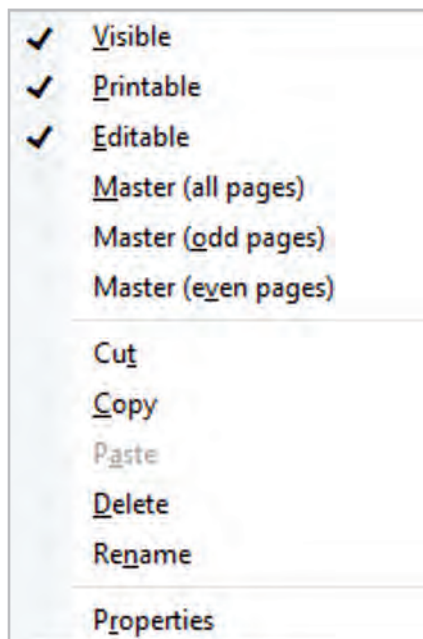 Visible
Printable
Editable
Master (all pages)
Master (odd pages)
Master (even pages)
Cut
Copy
Paste
Delete
Rename
Properties